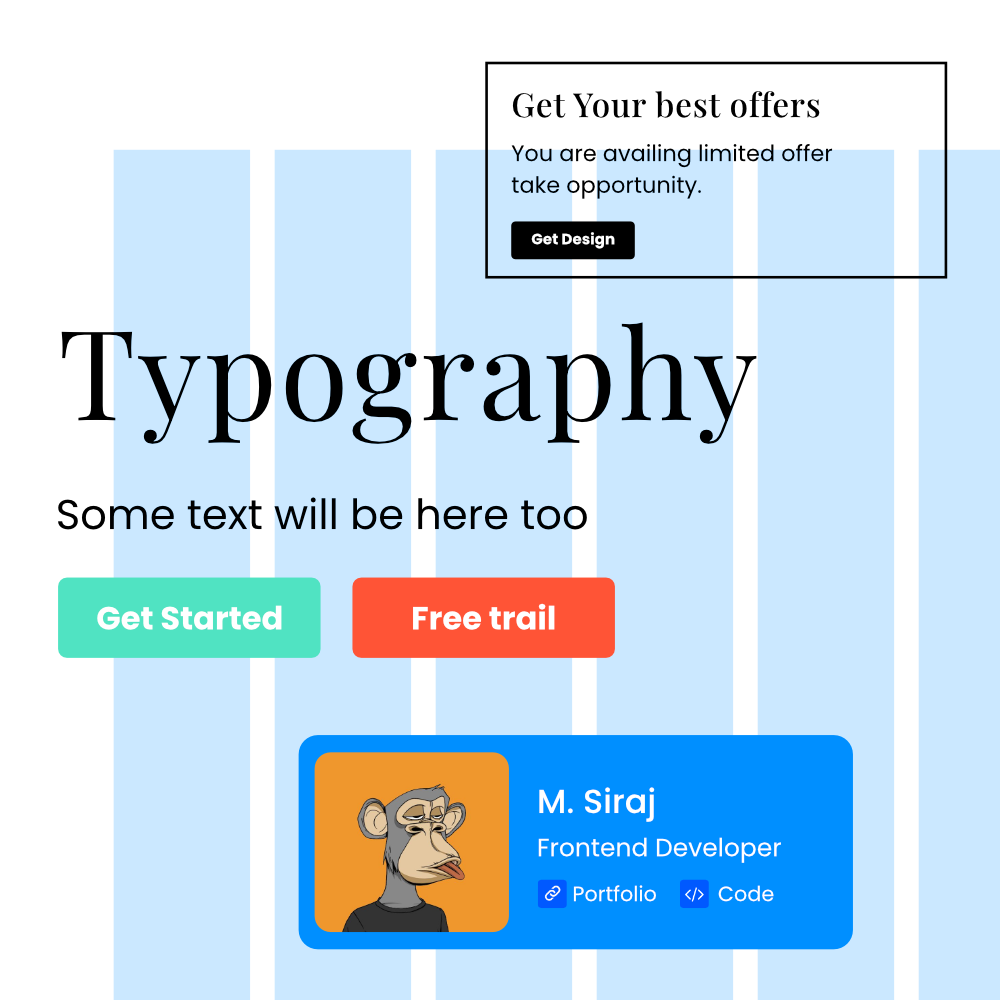 Get Your best offers
You are availing limited offer
take opportunity.
Get Design
Typography
Some text will be here too
Get Started
Free trail
M. Siraj
Frontend Developer
Portfolio
Code